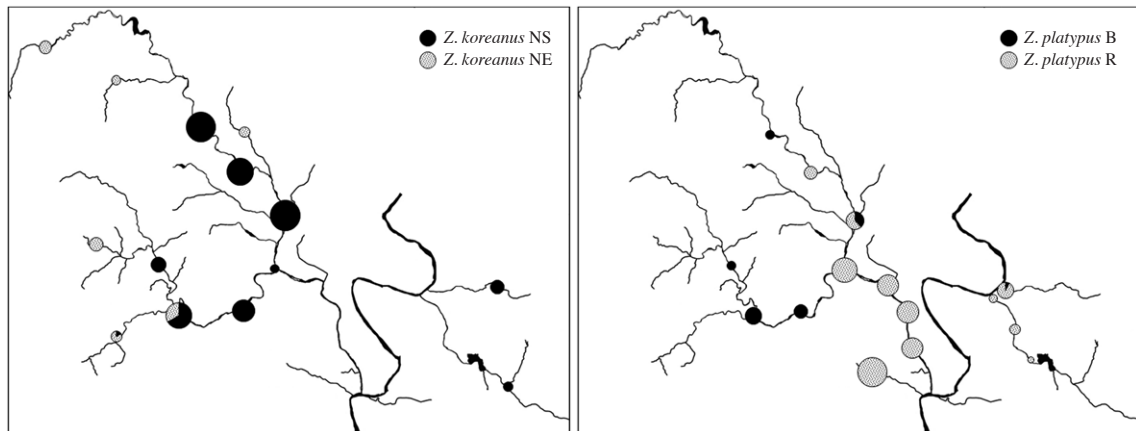 Z. koreanus NS
Z. koreanus NE
Z. platypus B
Z. platypus R